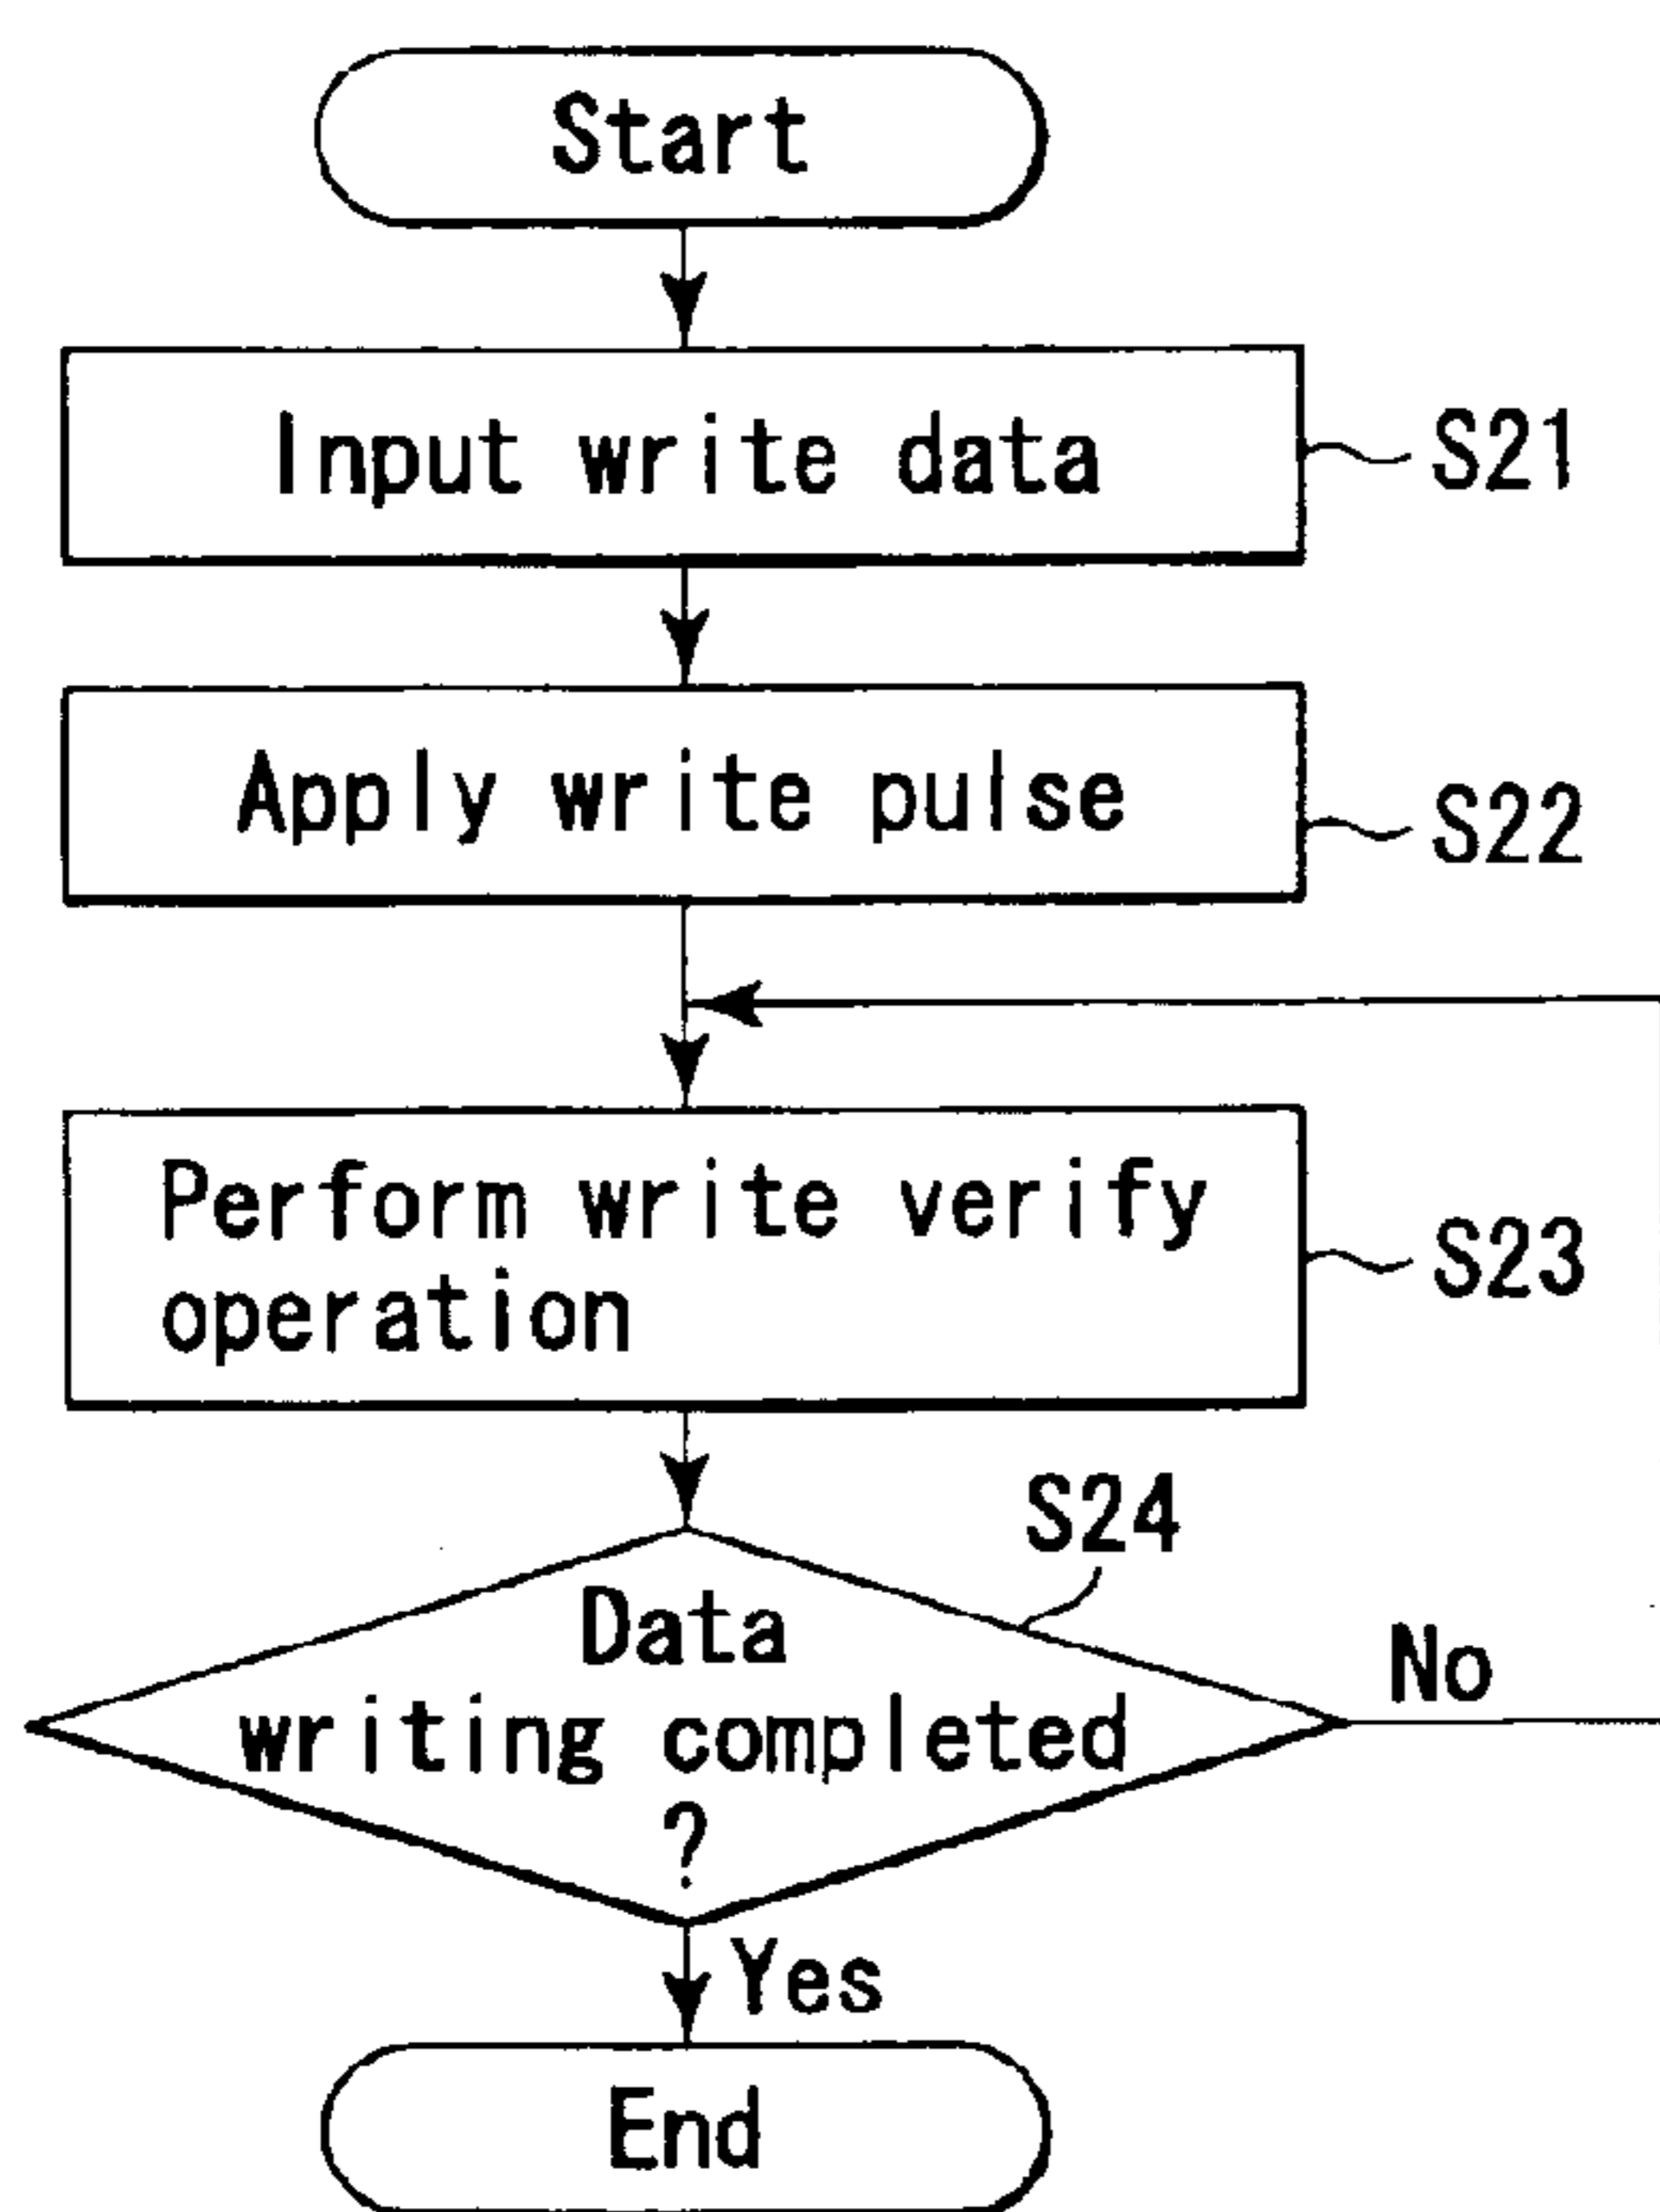 Start
Input write data
S21
Apply write pulse
S22
Perform write verify
operation
S23
S24
Data
writing completed
?
No
Yes
End